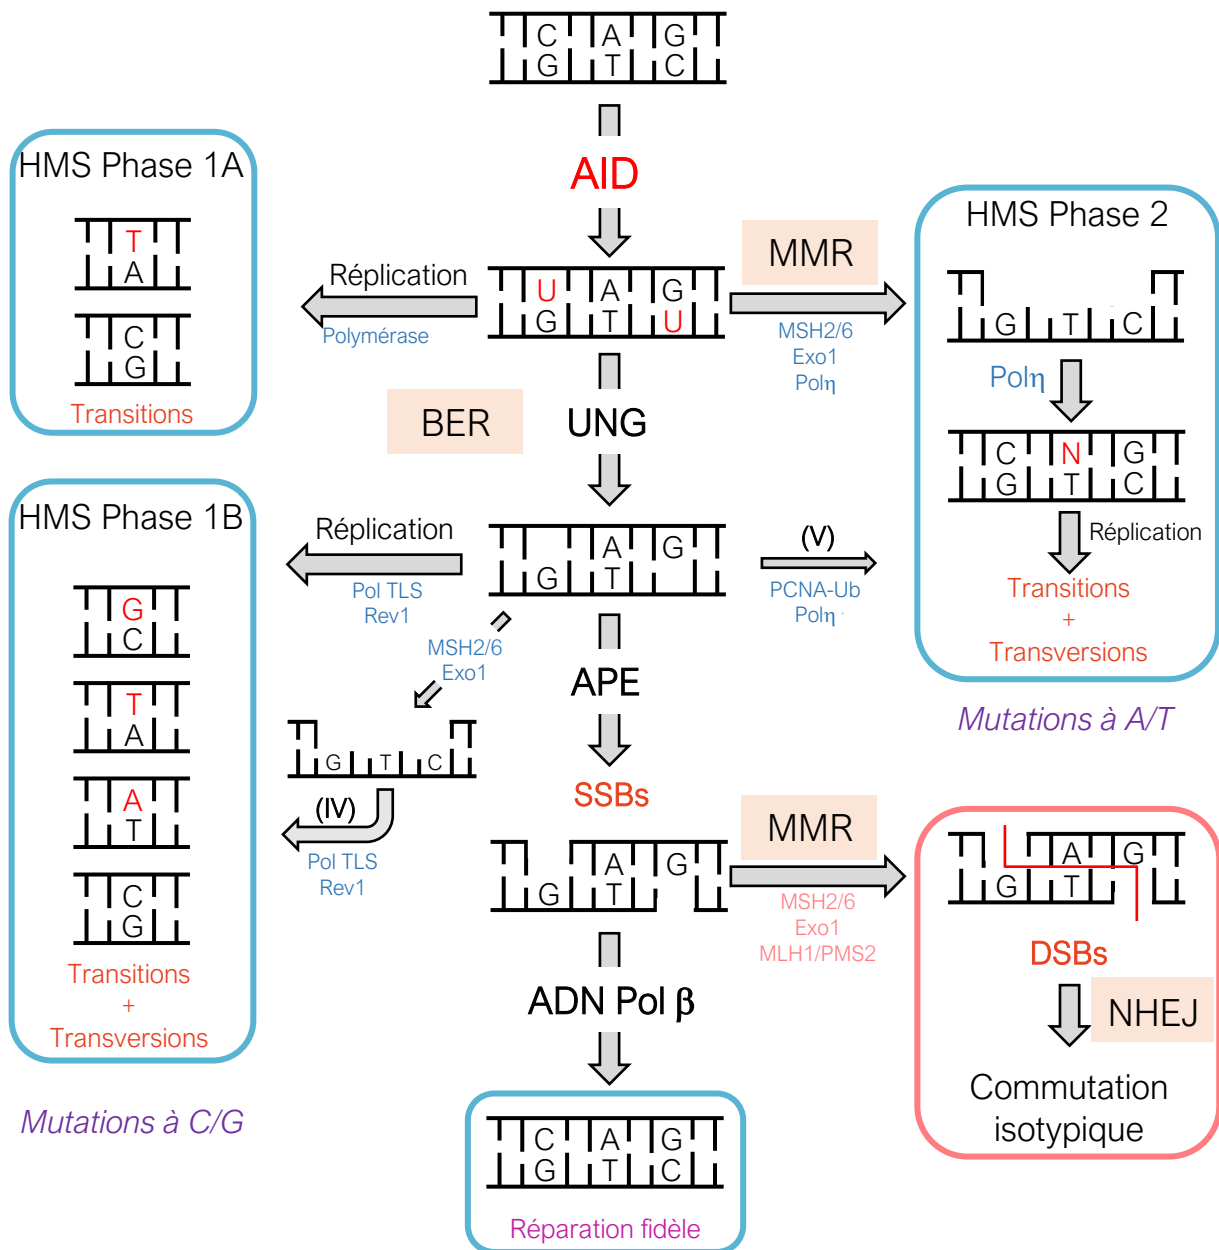 C A G
G T C
AID
HMS Phase 1A
T
A
C
G
Transitions
Réplication
Polymérase
U A G
G T U
MMR
MSH2/6
Exo1
Polη
HMS Phase 2
G T C
Polη
C N G
G T C
Réplication
Transitions
+
Transversions
Mutations à A/T
BER
UNG
HMS Phase 1B
G
C
T
A
A
T
C
G
Transitions
+
Transversions
Mutations à C/G
Réplication
Pol TLS
Rev1
A G
G T
(V)
PCNA-Ub
Polη
MSH2/6
Exo1
G T C
(IV)
Pol TLS
Rev1
APE
SSBs
A G
G T
MMR
MSH2/6
Exo1
MLH1/PMS2
A G
G T
DSBs
NHEJ
Commutation
isotypique
ADN Pol β
C A G
G T C
Réparation fidèle